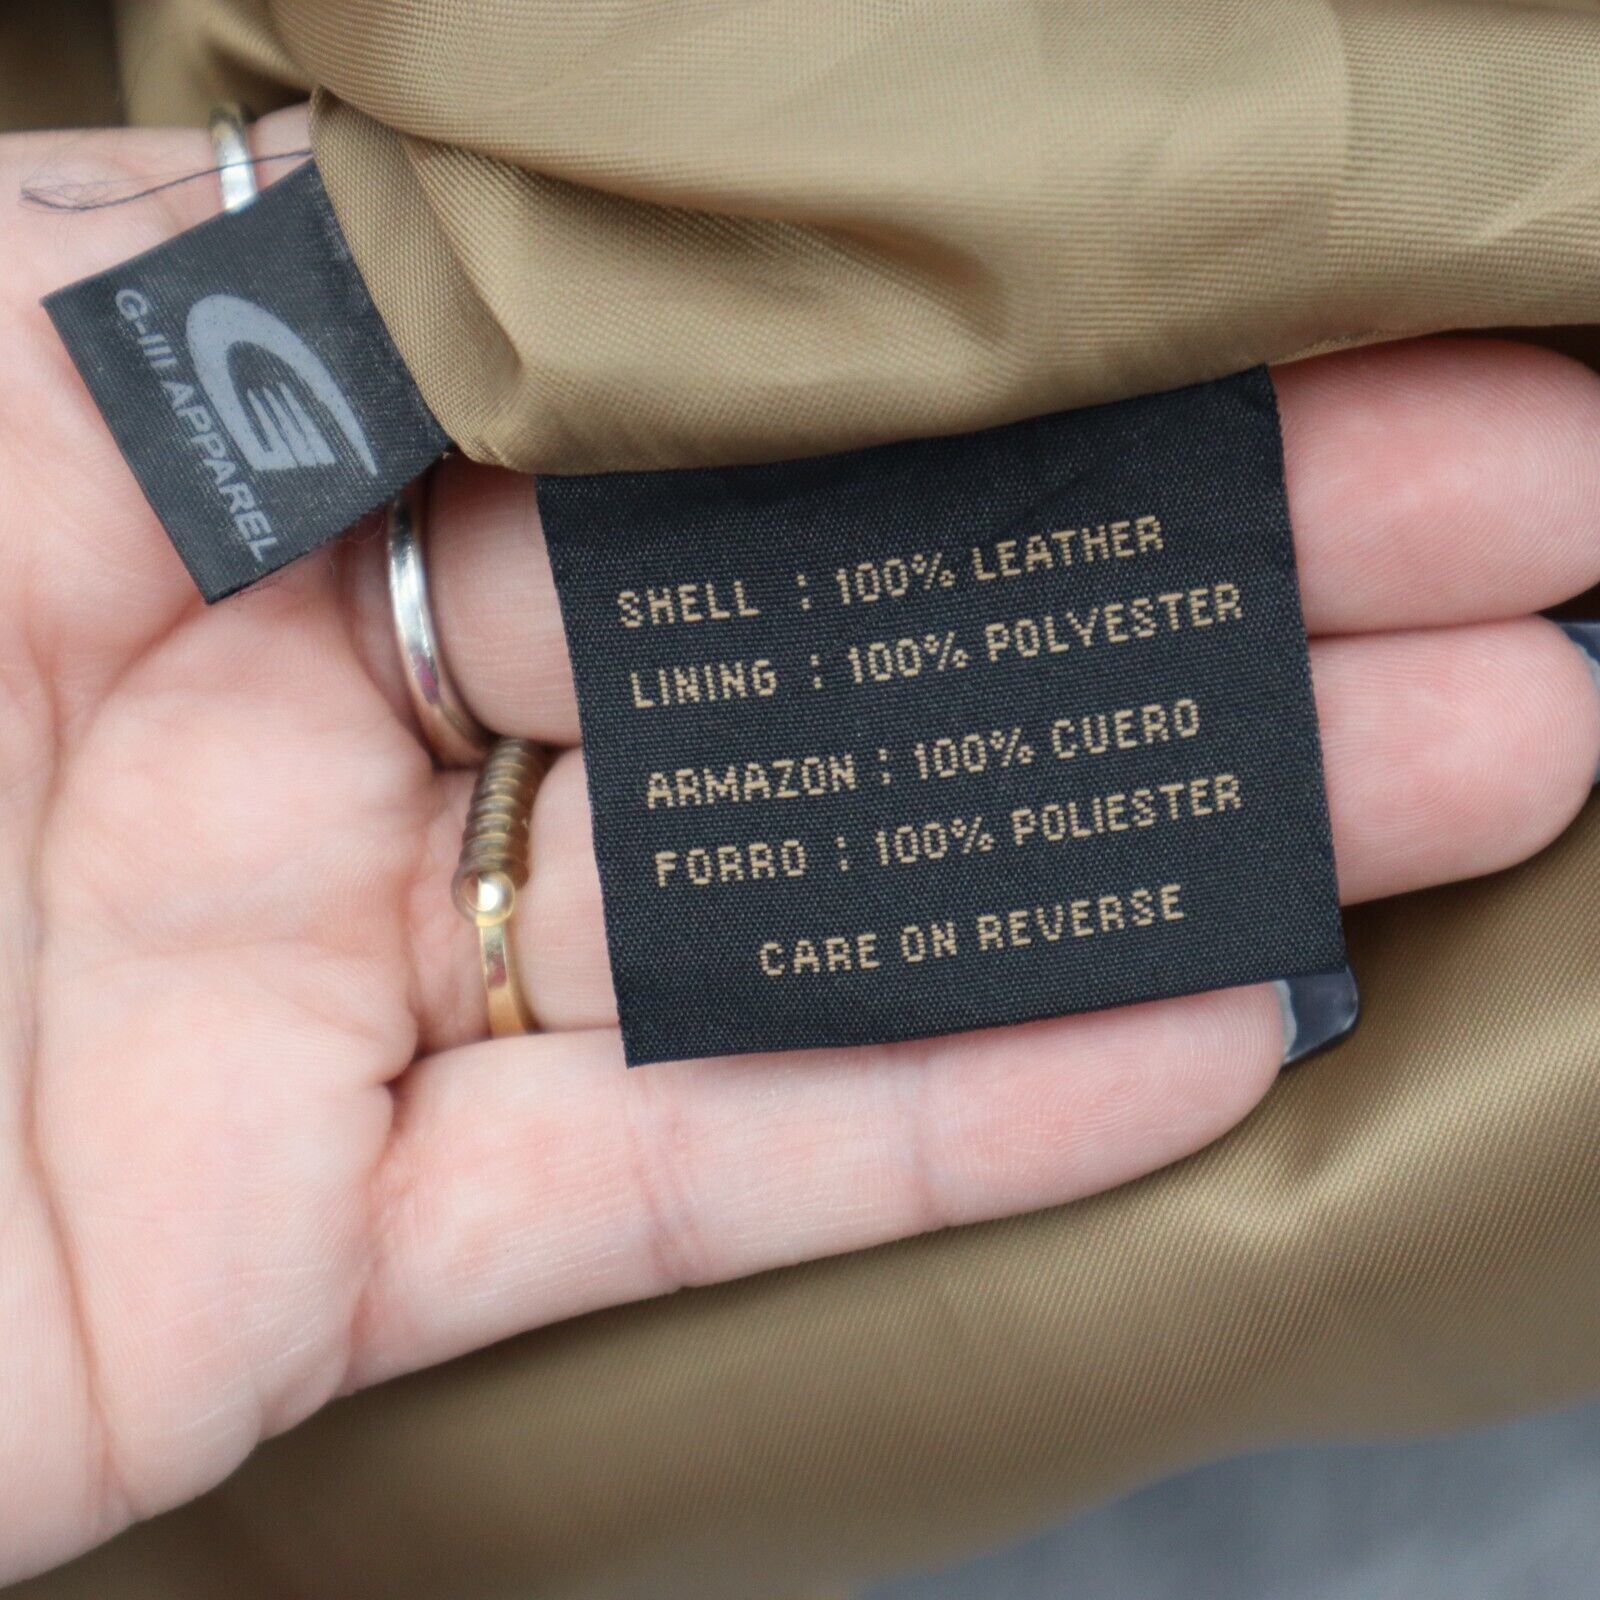 G-III APPAREL
SHELL : 100% LEATHER
LINING : 100% POLYESTER
ARMAZON : 100% CUERO
FORRO : 100% POLIESTER
CARE ON REVERSE